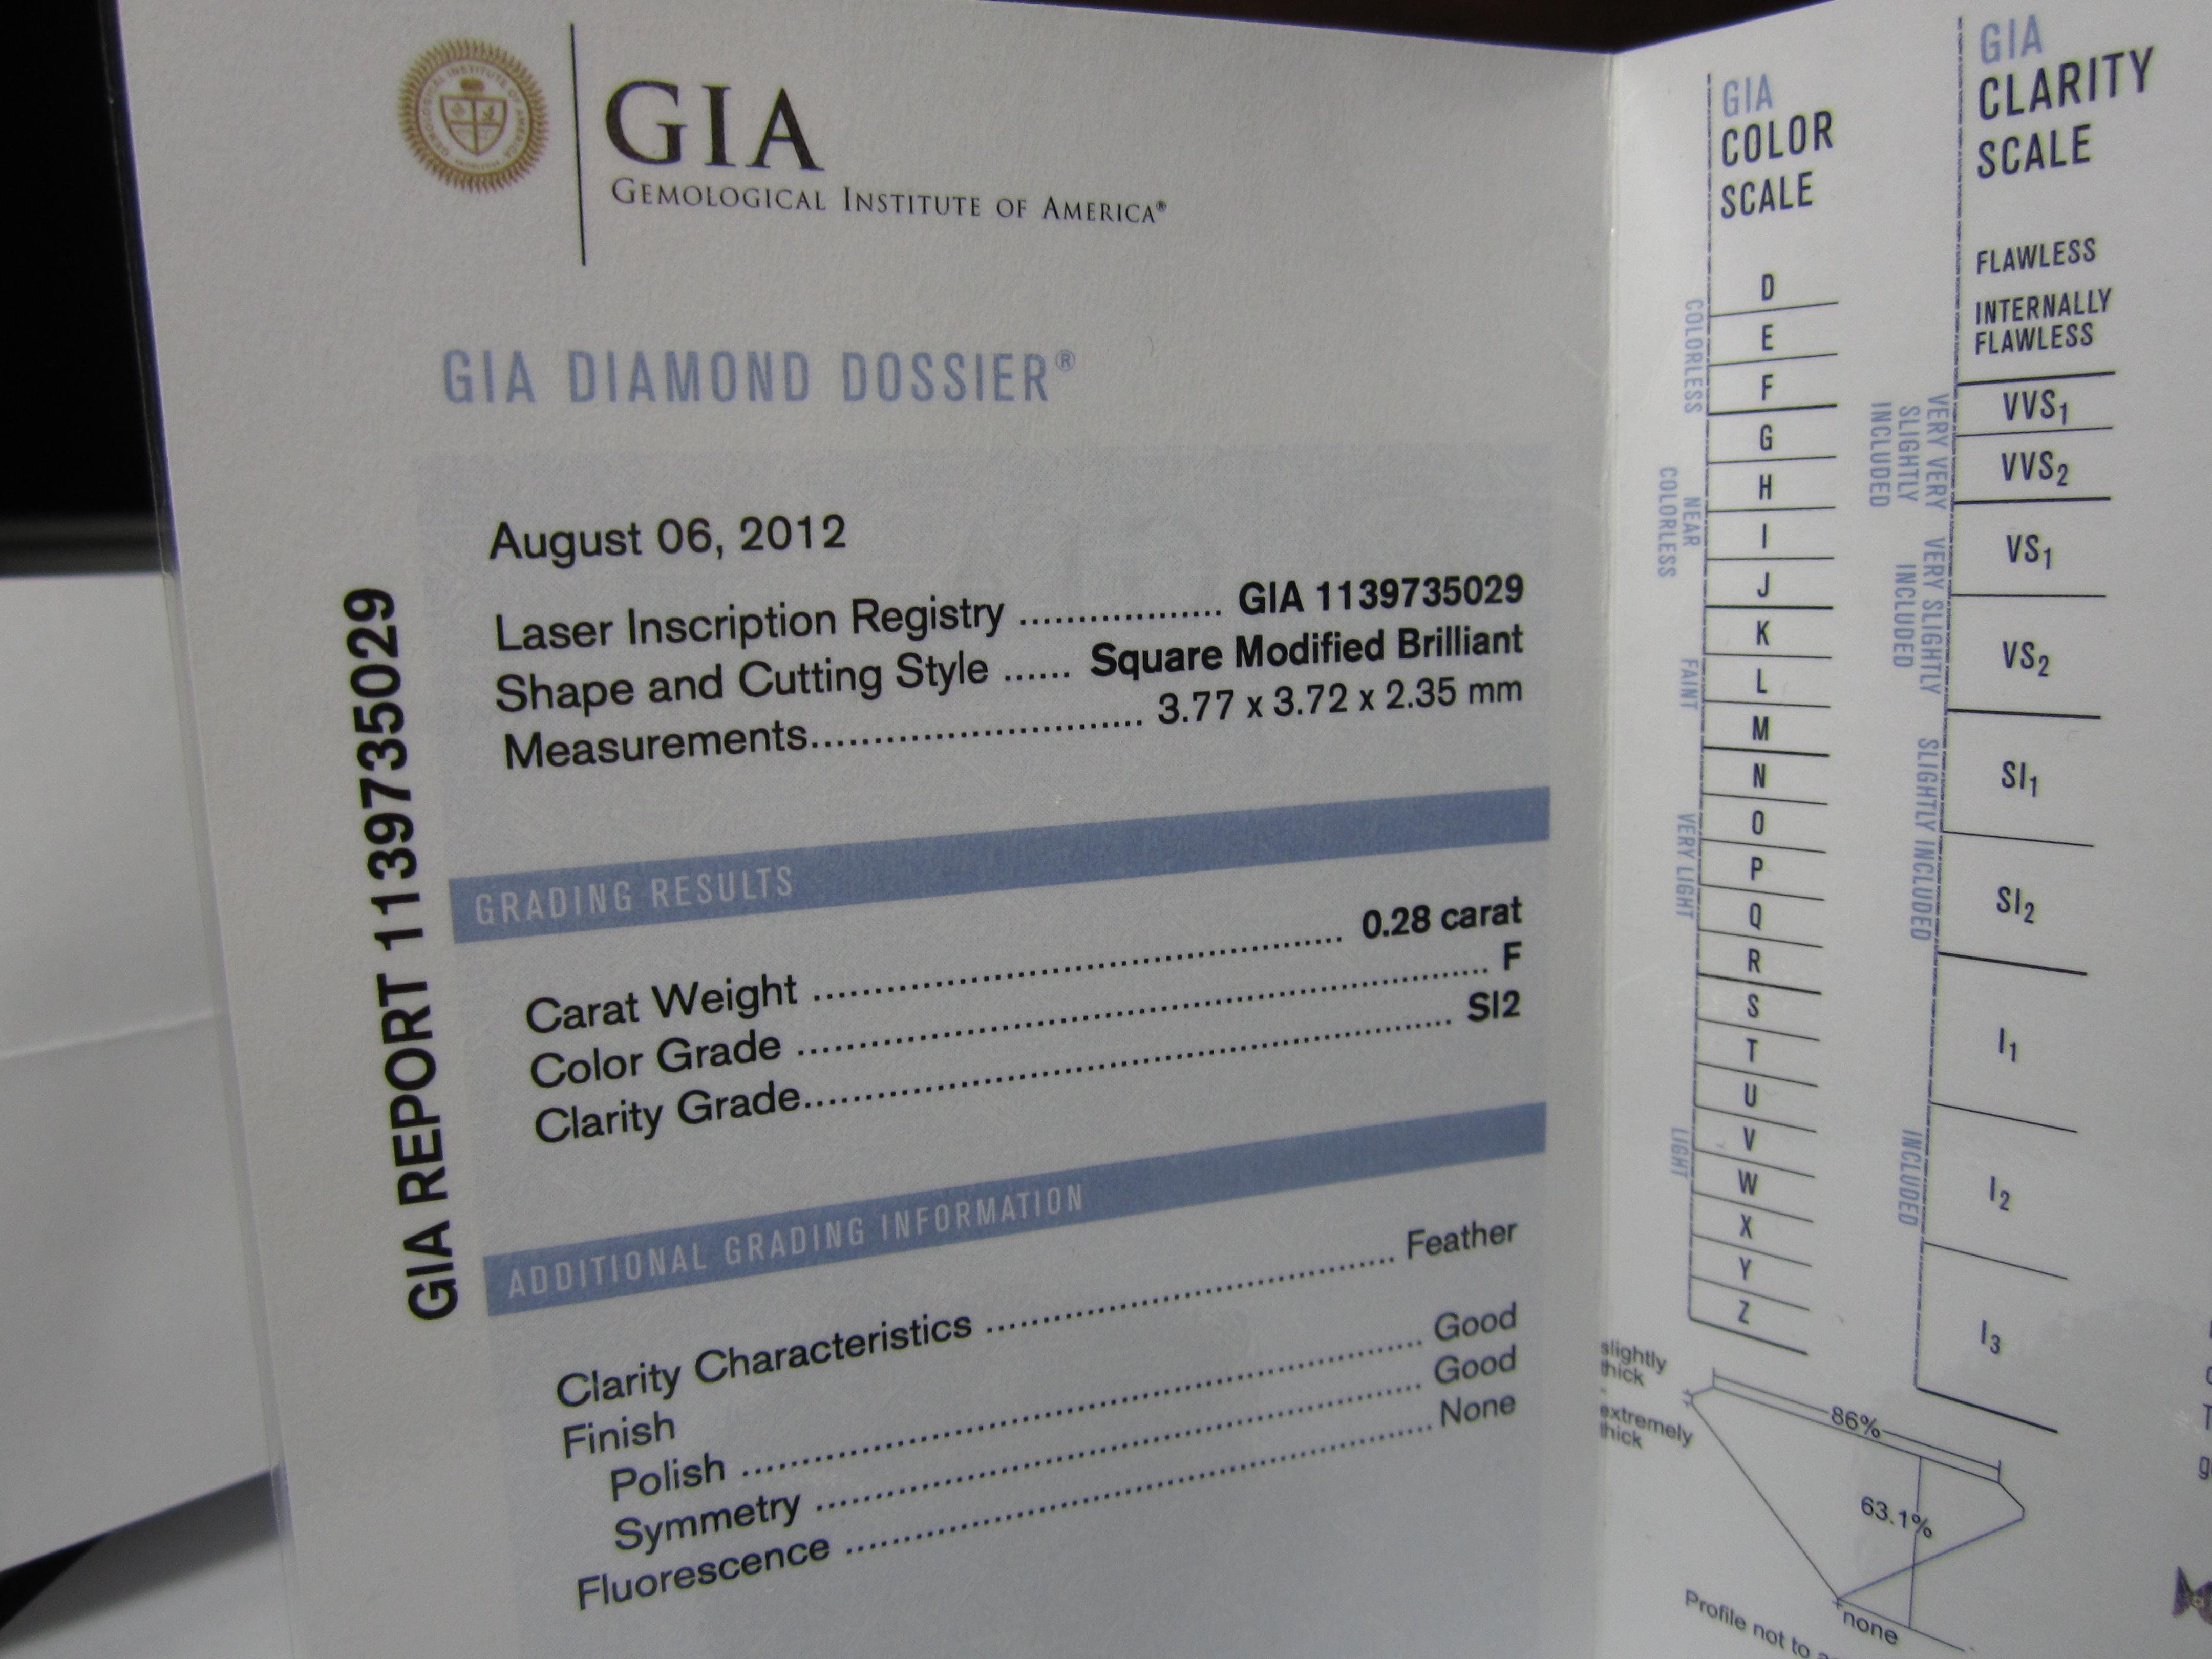 GIA
GEMOLOGICAL INSTITUTE OF AMERICA®
GIA DIAMOND DOSSIER®
August 06, 2012
Laser Inscription Registry ................ GIA 1139735029
Shape and Cutting Style ...... Square Modified Brilliant
Measurements.......................... 3.77 x 3.72 x 2.35 mm
GIA REPORT 1139735029
GRADING RESULTS
Carat Weight .......................................... 0.28 carat
Color Grade ....................................................... F
Clarity Grade................................................... SI2
ADDITIONAL GRADING INFORMATION
Clarity Characteristics ................................ Feather
Finish
Polish ...................................................... Good
Symmetry ................................................ Good
Fluorescence ............................................... None
GIA
COLOR
SCALE
COLORLESS
D
E
F
NEAR
COLORLESS
G
H
I
J
FAINT
K
L
M
VERY LIGHT
N
O
P
Q
R
LIGHT
S
T
U
V
W
X
Y
Z
GIA
CLARITY
SCALE
FLAWLESS
INTERNALLY
FLAWLESS
VERY VERY
SLIGHTLY
INCLUDED
VVS1
VVS2
VERY SLIGHTLY
INCLUDED
VS1
VS2
SLIGHTLY INCLUDED
SI1
SI2
INCLUDED
I1
I2
I3
slightly
thick
-
extremely
thick
86%
63.1%
none
Profile not to